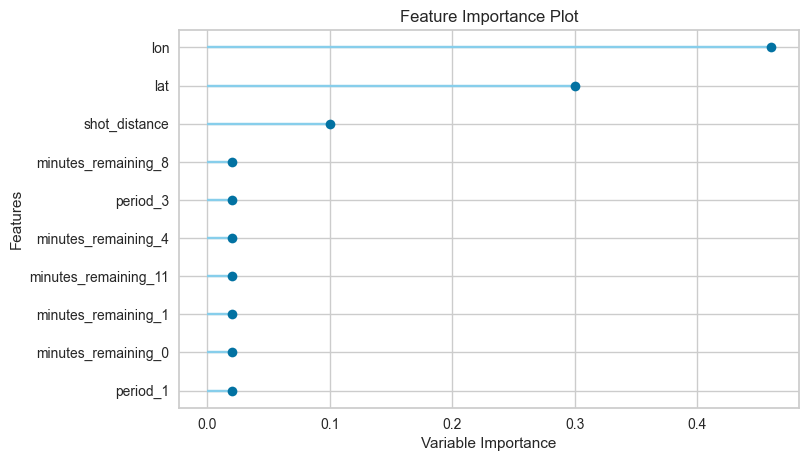 Feature Importance Plot
lon
lat
shot_distance
minutes_remaining_8
period_3
minutes_remaining_4
minutes_remaining_11
minutes_remaining_1
minutes_remaining_0
period_1
Features
0.0 0.1 0.2 0.3 0.4
Variable Importance